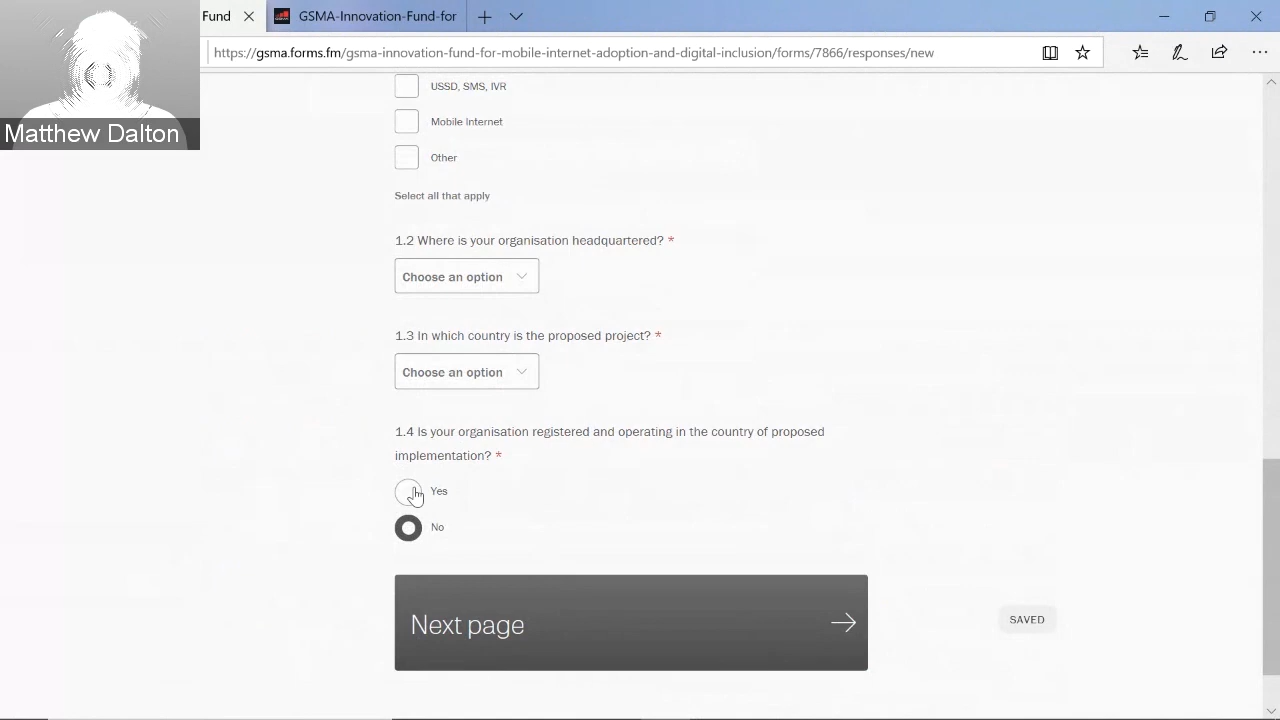 Fund
GSMA-Innovation-Fund-for
https://gsma.forms.fm/gsma-innovation-fund-for-mobile-internet-adoption-and-digital-inclusion/forms/7866/responses/new
Matthew Dalton
USSD, SMS, IVR
Mobile Internet
Other
Select all that apply
1.2 Where is your organisation headquartered? *
Choose an option
1.3 In which country is the proposed project? *
Choose an option
1.4 Is your organisation registered and operating in the country of proposed
implementation? *
Yes
No
Next page
SAVED